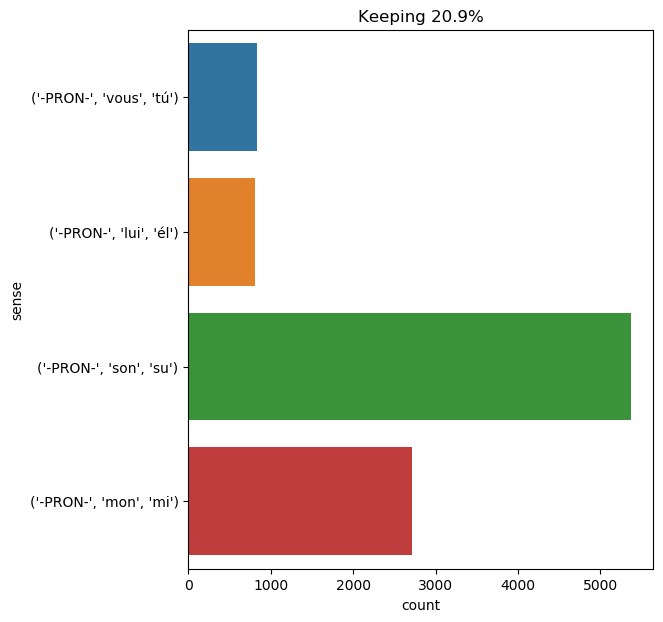 Keeping 20.9%
('-PRON-', 'vous', 'tú')
('-PRON-', 'lui', 'él')
('-PRON-', 'son', 'su')
('-PRON-', 'mon', 'mi')
sense
0 1000 2000 3000 4000 5000
count